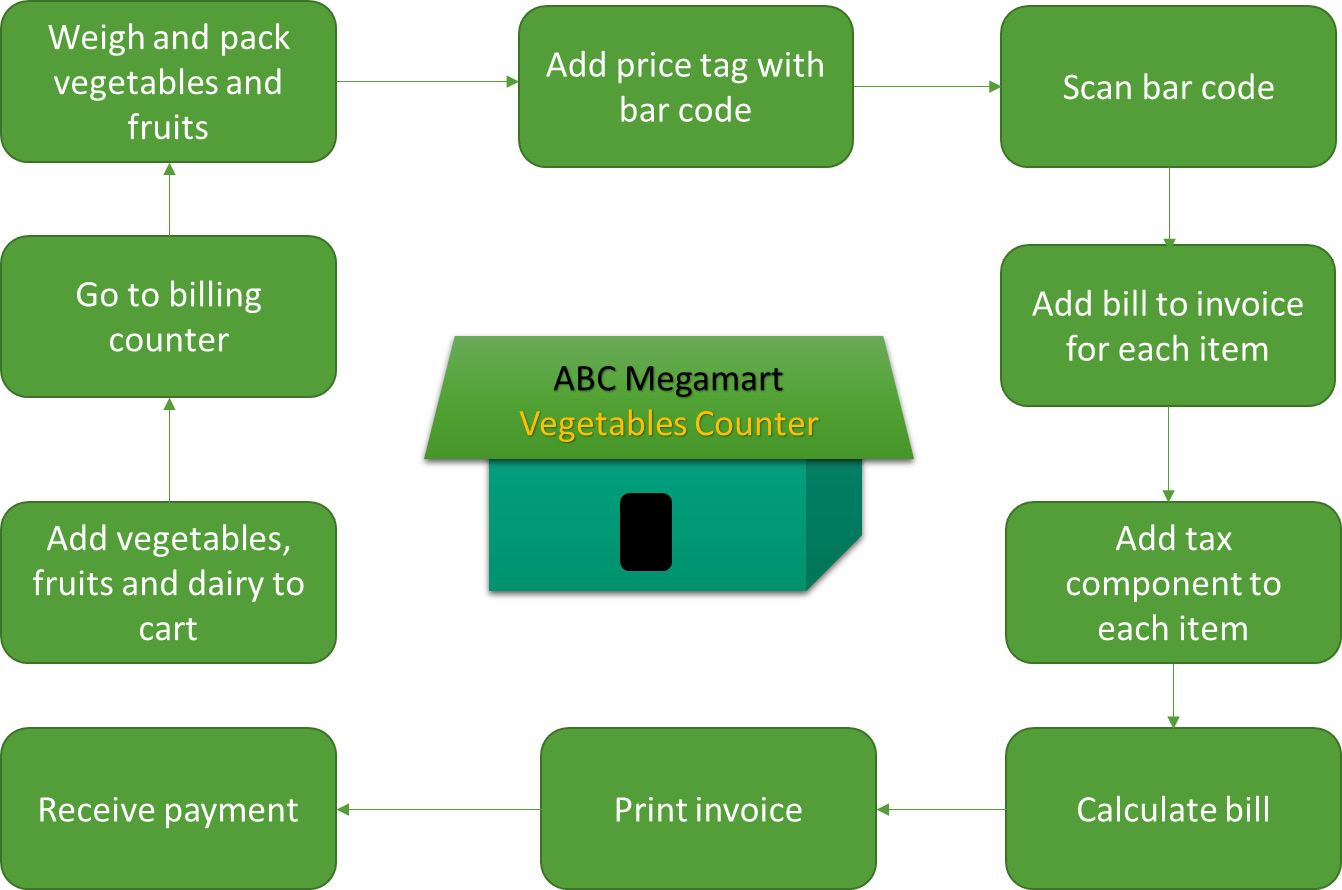 Weigh and pack
vegetables and
fruits
Add price tag with
bar code
Scan bar code
Go to billing
counter
Add bill to invoice
for each item
ABC Megamart
Vegetables Counter
Add vegetables,
fruits and dairy to
cart
Add tax
component to
each item
Receive payment
Print invoice
Calculate bill